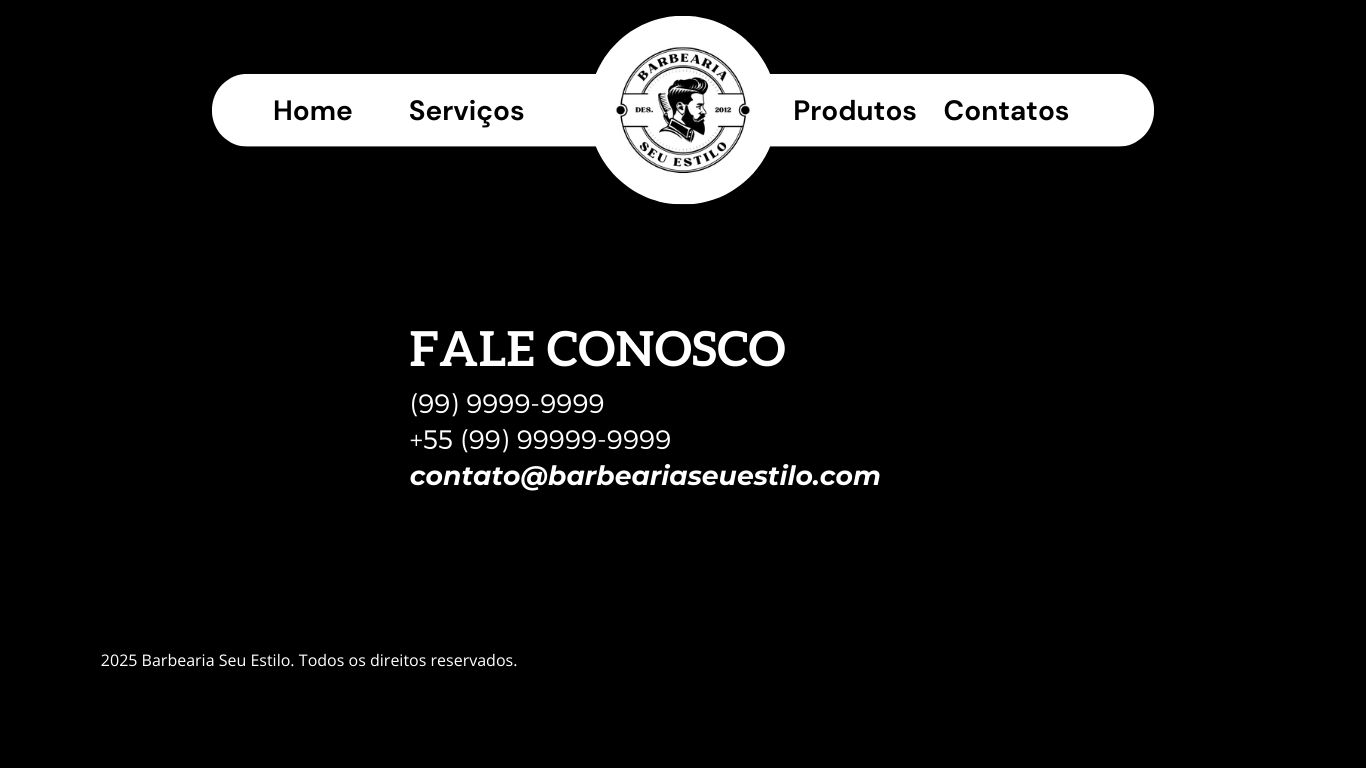 Home Serviços Produtos Contatos
BARBEARIA
DES. 2012
SEU ESTILO
FALE CONOSCO
(99) 9999-9999
+55 (99) 99999-9999
contato@barbeariaseuestilo.com
2025 Barbearia Seu Estilo. Todos os direitos reservados.